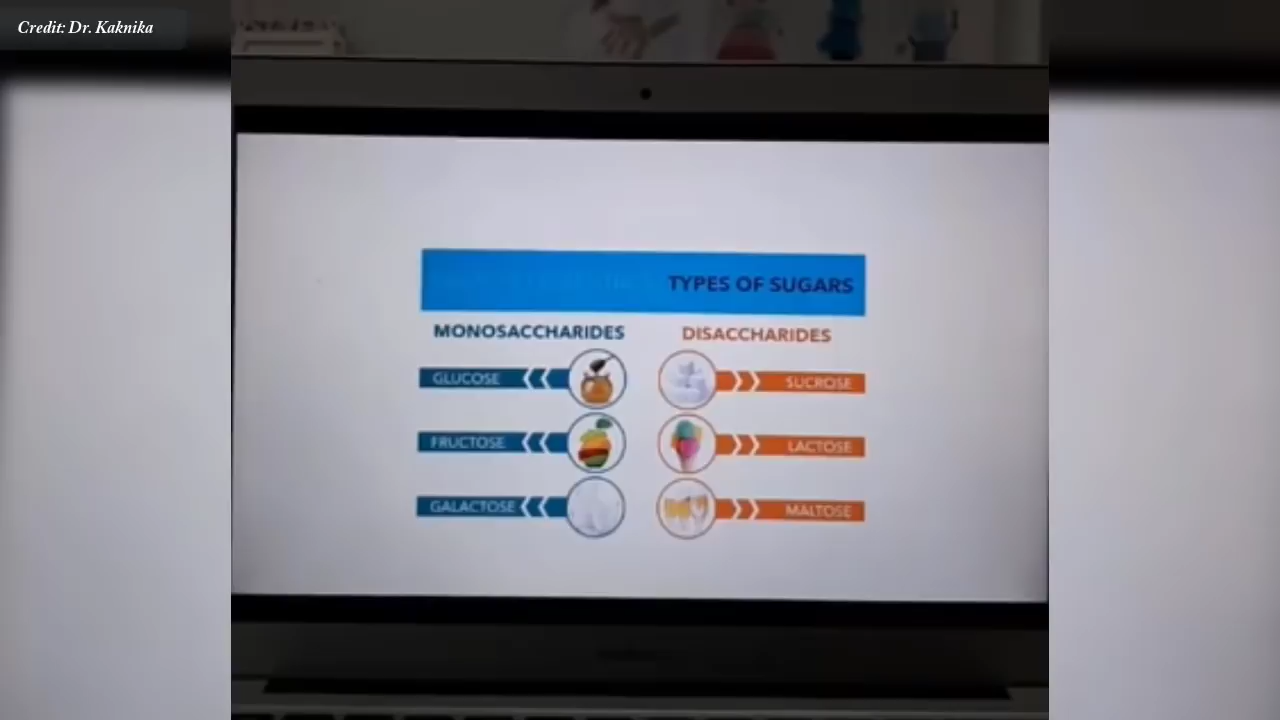 Credit: Dr. Kaknika
TYPES OF SUGARS
MONOSACCHARIDES
DISACCHARIDES
GLUCOSE
SUCROSE
FRUCTOSE
LACTOSE
GALACTOSE
MALTOSE